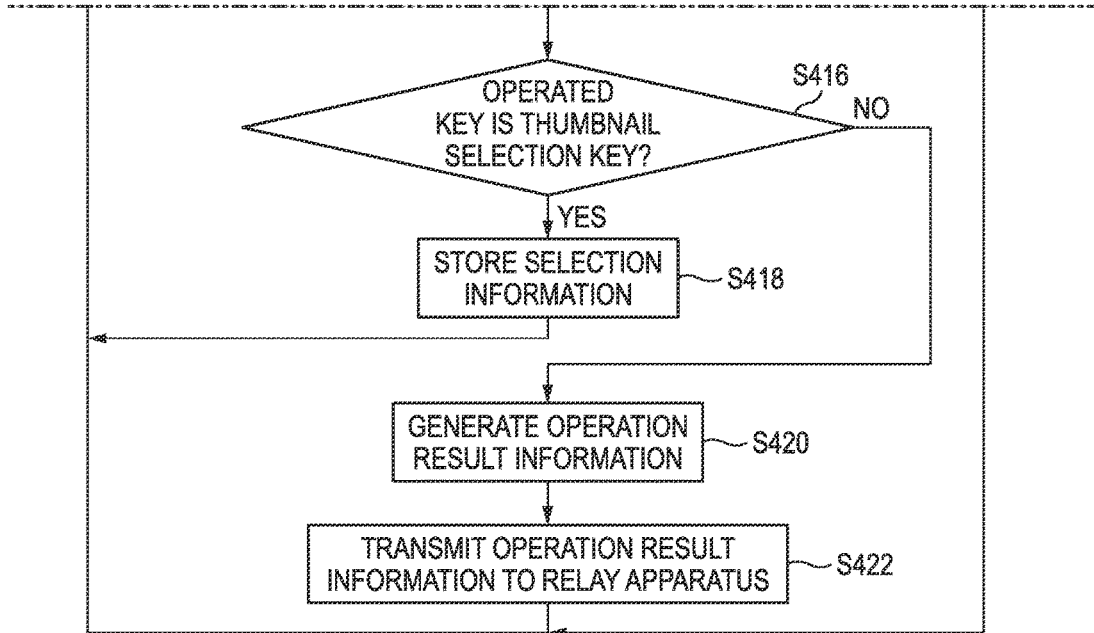 OPERATED
KEY IS THUMBNAIL
SELECTION KEY?
S416
NO
YES
STORE SELECTION
INFORMATION
S418
GENERATE OPERATION
RESULT INFORMATION
S420
TRANSMIT OPERATION RESULT
INFORMATION TO RELAY APPARATUS
S422